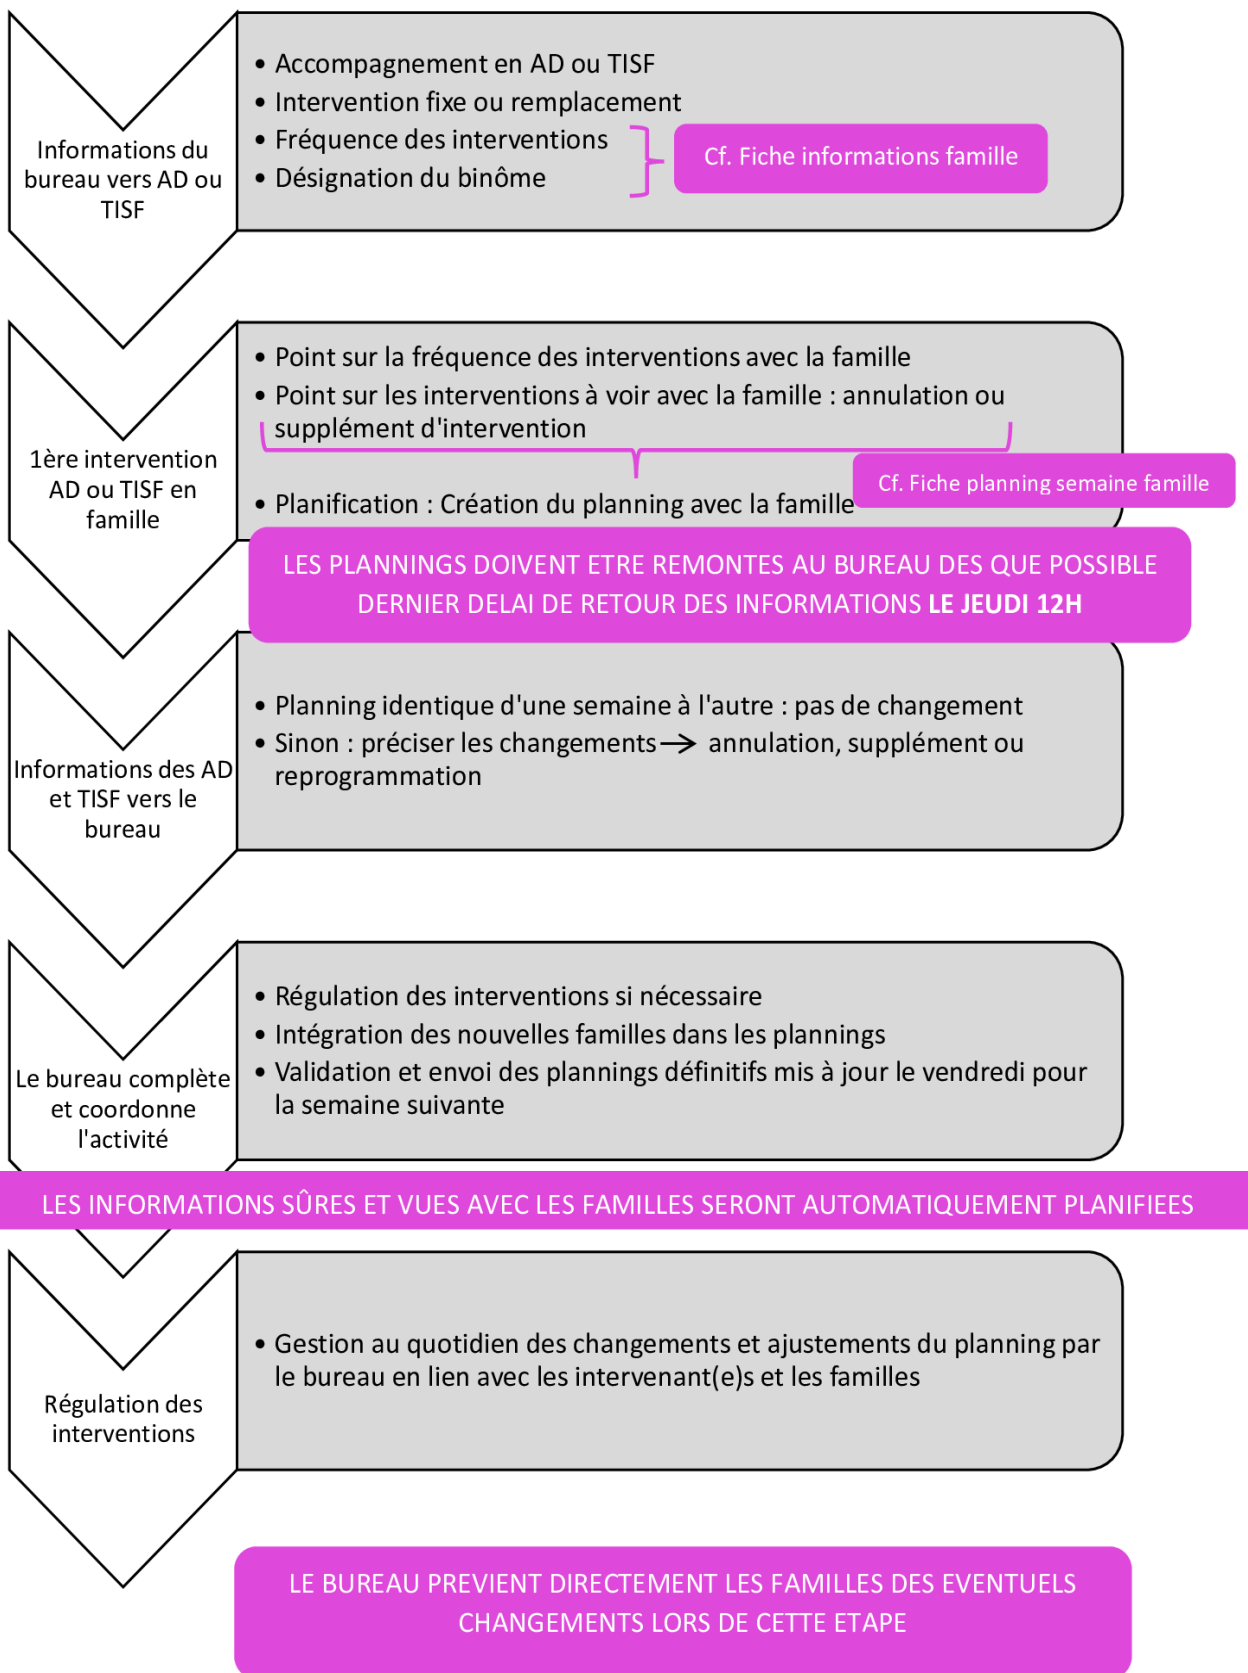 Informations du
bureau vers AD ou
TISF
• Accompagnement en AD ou TISF
• Intervention fixe ou remplacement
• Fréquence des interventions
• Désignation du binôme
Cf. Fiche informations famille
1ère intervention
AD ou TISF en
famille
• Point sur la fréquence des interventions avec la famille
• Point sur les interventions à voir avec la famille : annulation ou
supplément d'intervention
• Planification : Création du planning avec la famille
Cf. Fiche planning semaine famille
LES PLANNINGS DOIVENT ETRE REMONTES AU BUREAU DES QUE POSSIBLE
DERNIER DELAI DE RETOUR DES INFORMATIONS LE JEUDI 12H
Informations des AD
et TISF vers le
bureau
• Planning identique d'une semaine à l'autre : pas de changement
• Sinon : préciser les changements → annulation, supplément ou
reprogrammation
Le bureau complète
et coordonne
l'activité
• Régulation des interventions si nécessaire
• Intégration des nouvelles familles dans les plannings
• Validation et envoi des plannings définitifs mis à jour le vendredi pour
la semaine suivante
LES INFORMATIONS SÛRES ET VUES AVEC LES FAMILLES SERONT AUTOMATIQUEMENT PLANIFIEES
Régulation des
interventions
• Gestion au quotidien des changements et ajustements du planning par
le bureau en lien avec les intervenant(e)s et les familles
LE BUREAU PREVIENT DIRECTEMENT LES FAMILLES DES EVENTUELS
CHANGEMENTS LORS DE CETTE ETAPE